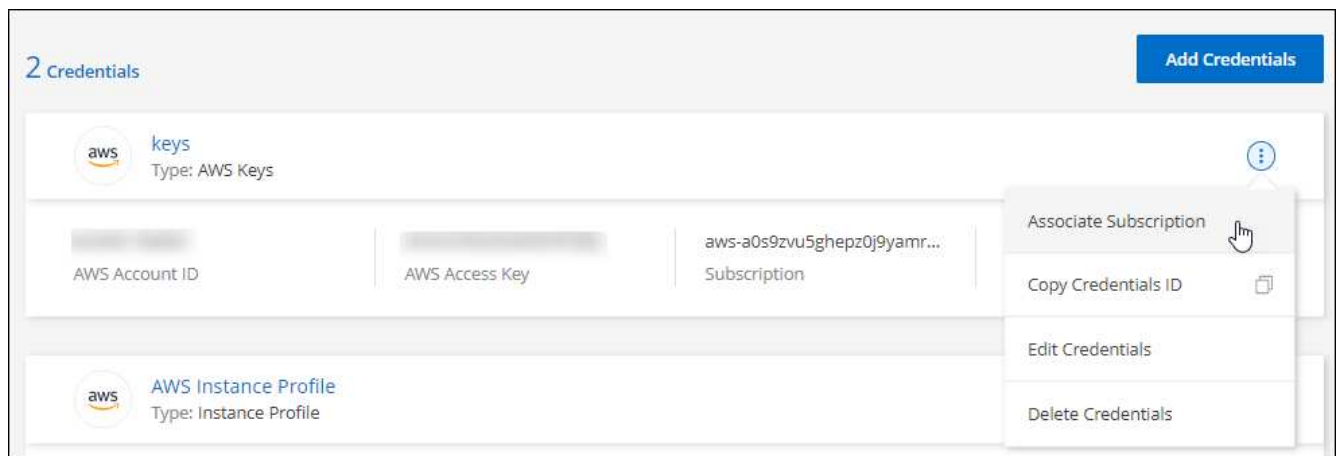 2 Credentials
Add Credentials
aws
keys
Type: AWS Keys
Associate Subscription
aws-a0s9zvu5ghepz0j9yamr...
AWS Account ID
AWS Access Key
Subscription
Copy Credentials ID
Edit Credentials
aws
AWS Instance Profile
Type: Instance Profile
Delete Credentials